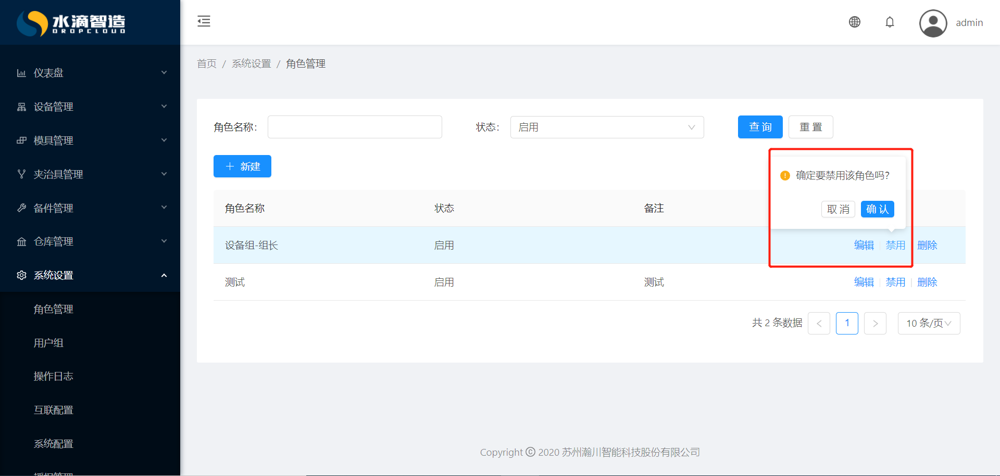 水滴智造
DROPCLOUD
admin
仪表盘
设备管理
模具管理
夹治具管理
备件管理
仓库管理
系统设置
角色管理
用户组
操作日志
互联配置
系统配置
首页 / 系统设置 / 角色管理
角色名称： 状态： 启用 查 询 重 置
+ 新建
确定要禁用该角色吗?
取 消 确 认
角色名称 状态 备注
设备组-组长 启用 编辑 禁用 删除
测试 启用 测试 编辑 禁用 删除
共 2 条数据 < 1 > 10 条/页
Copyright © 2020 苏州瀚川智能科技股份有限公司